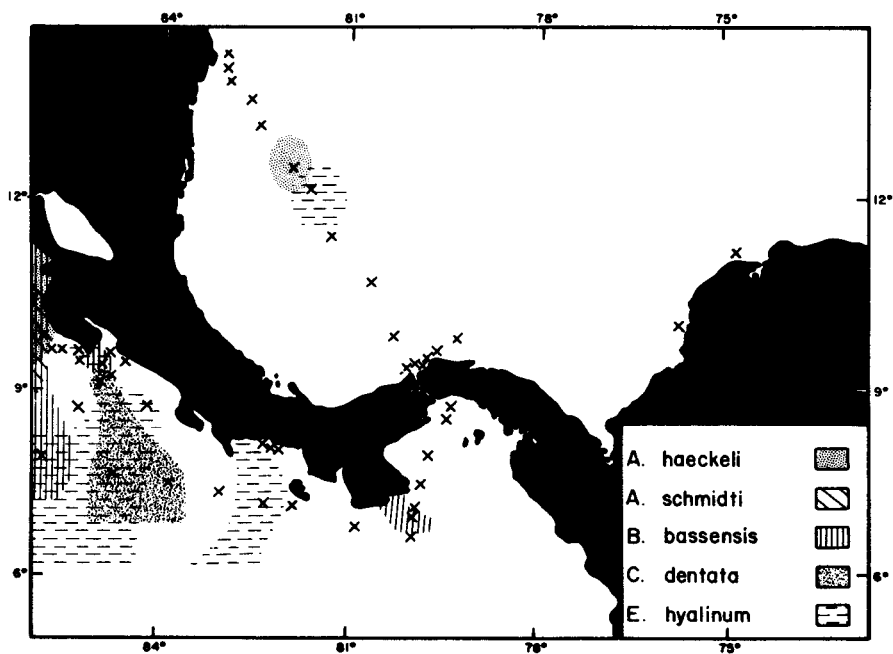 84° 81° 78° 75°
12° 12°
9° 9°
A. haeckeli
A. schmidti
B. bassensis
C. dentata
6° 6°
E. hyalinum
84° 81° 78° 75°